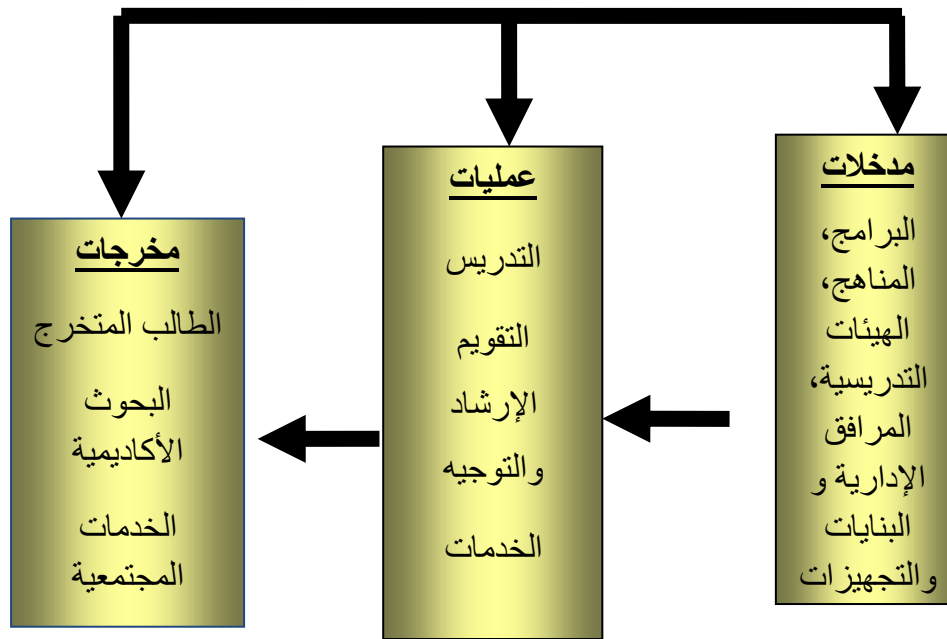 مدخلات
البرامج،
المناهج،
الهيئات
التدريسية،
المرافق
الإدارية و
البنايات
والتجهيزات
عمليات
التدريس
التقويم
الإرشاد
والتوجيه
الخدمات
مخرجات
الطالب المتخرج
البحوث
الأكاديمية
الخدمات
المجتمعية